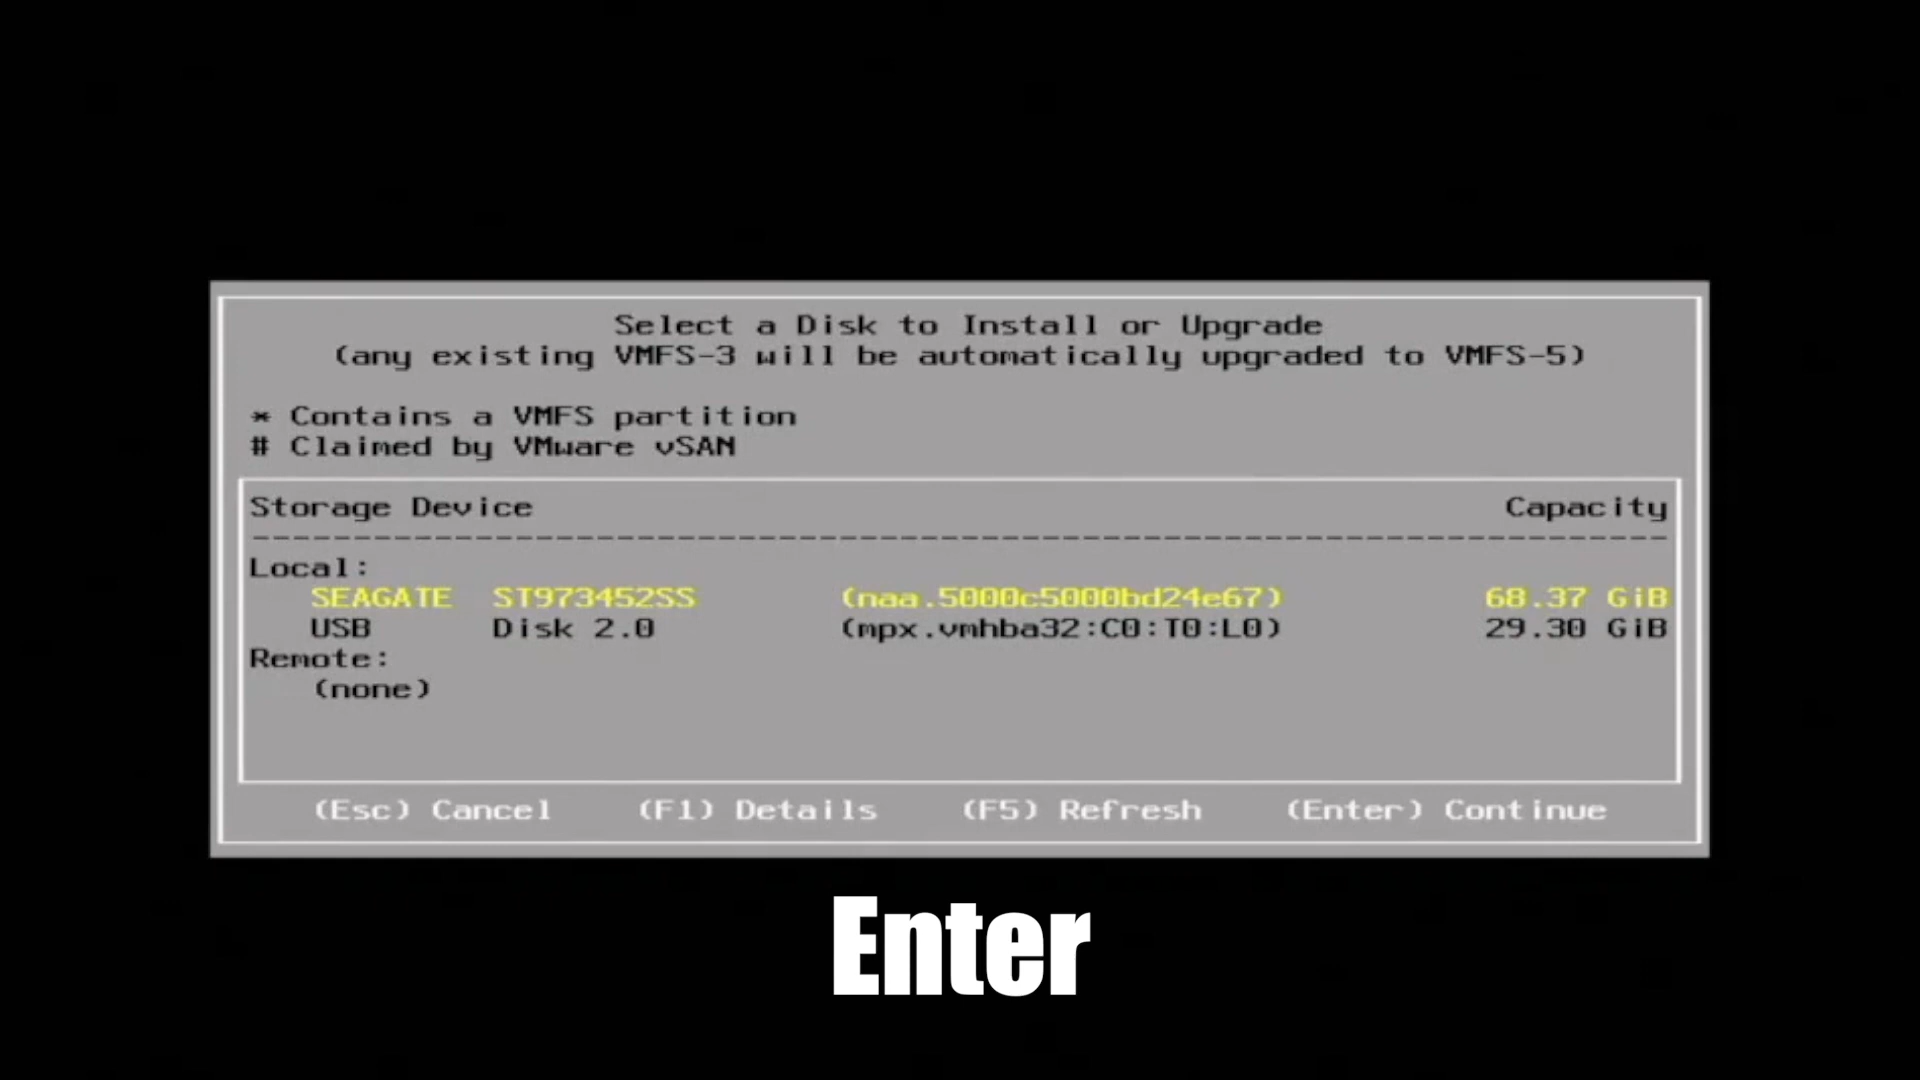 Select a Disk to Install or Upgrade
(any existing VMFS-3 will be automatically upgraded to VMFS-5)
* Contains a VMFS partition
# Claimed by VMware vSAN
Storage Device Capacity
-----------------------------------------------------------------------
Local:
SEAGATE ST973452SS (naa.5000c5000bd24e67) 68.37 GiB
USB Disk 2.0 (mpx.vmhba32:C0:T0:L0) 29.30 GiB
Remote:
(none)
(Esc) Cancel (F1) Details (F5) Refresh (Enter) Continue
Enter